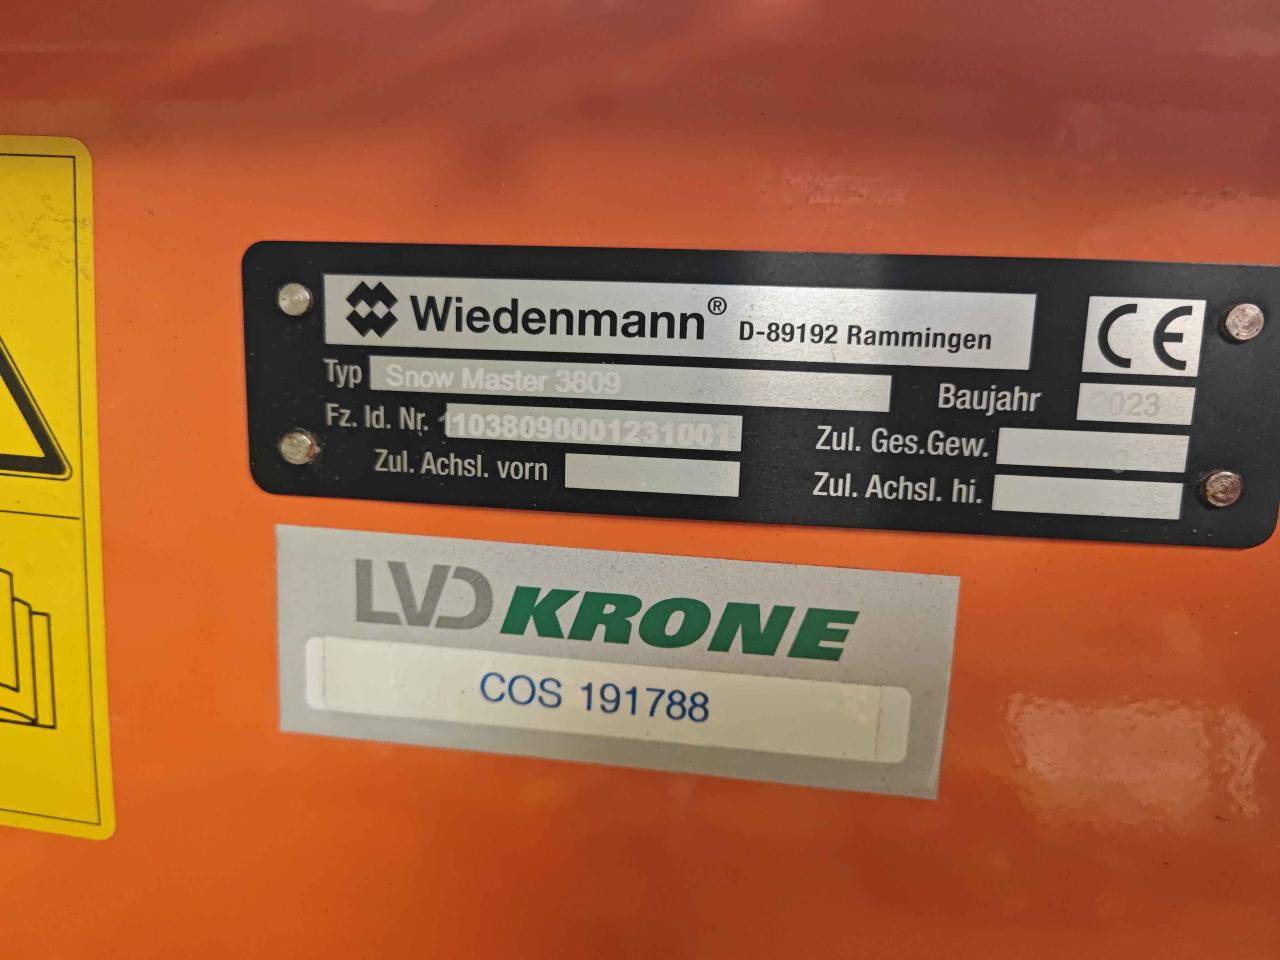 Wiedenmann® D-89192 Rammingen
CE
Typ Snow Master 3809
Baujahr 2023
Fz. Id. Nr. 11038090001231001
Zul. Ges.Gew.
Zul. Achsl. vorn
Zul. Achsl. hi.
LVD KRONE
COS 191788